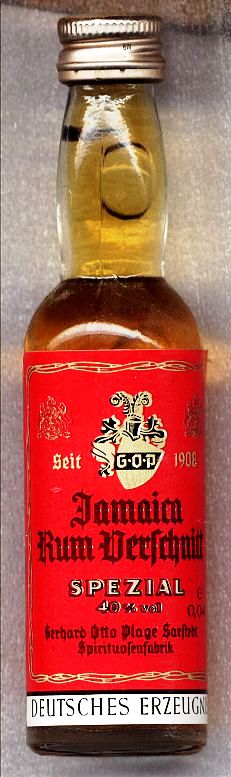 Seit G·O·P 1908
Jamaica
Rum Verschnitt
SPEZIAL
40% vol e
0,04
Gerhard Otto Plage Sarstedt
Spirituosenfabrik
DEUTSCHES ERZEUGN